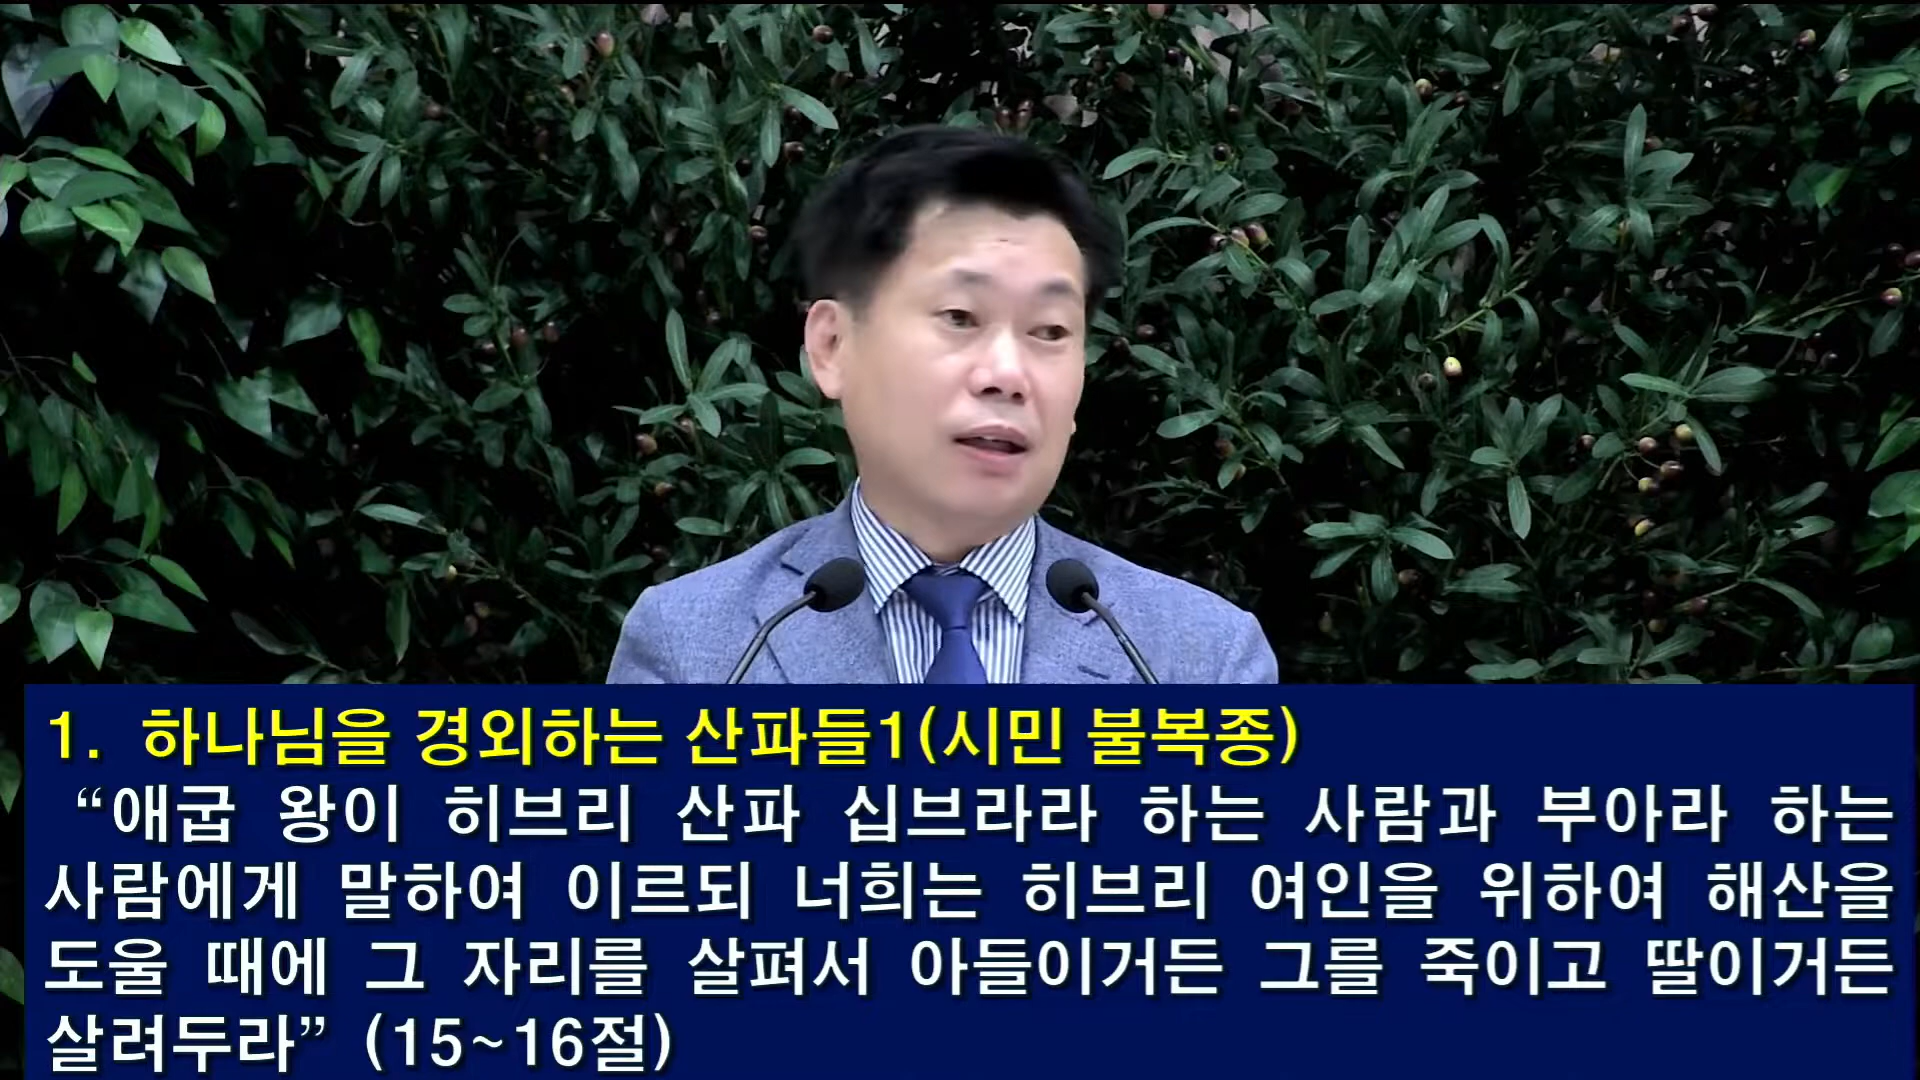 1. 하나님을 경외하는 산파들1(시민 불복종)
“애굽 왕이 히브리 산파 십브라라 하는 사람과 부아라 하는
사람에게 말하여 이르되 너희는 히브리 여인을 위하여 해산을
도울 때에 그 자리를 살펴서 아들이거든 그를 죽이고 딸이거든
살려두라” (15~16절)